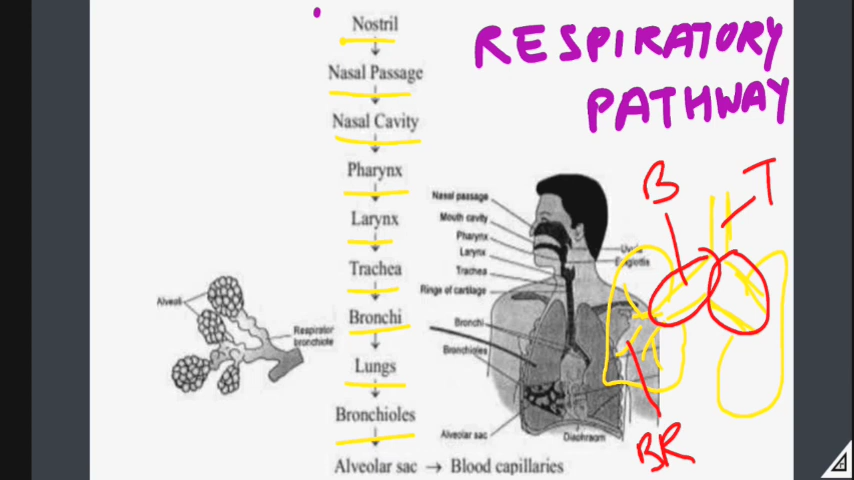 RESPIRATORY
PATHWAY
Nostril
Nasal Passage
Nasal Cavity
Pharynx
Larynx
Trachea
Bronchi
Lungs
Bronchioles
Alveolar sac → Blood capillaries
Alveoli
Respirator
bronchiole
Nasal passage
Mouth cavity
Pharynx
Larynx
Trachea
Rings of cartilage
Bronchi
Bronchioles
Alveolar sac
Diaphragm
B
T
BR